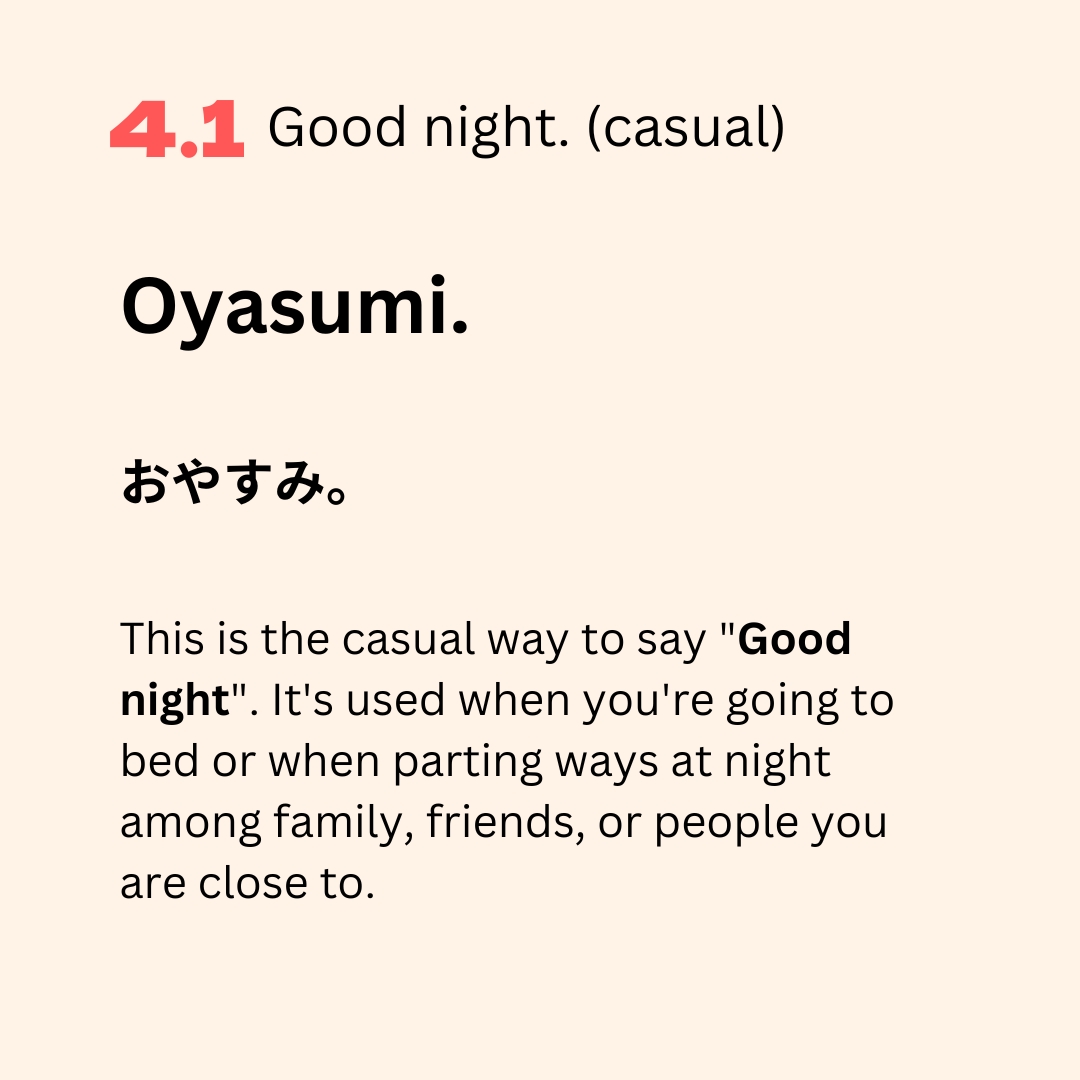 4.1 Good night. (casual)
Oyasumi.
おやすみ。
This is the casual way to say "Good
night". It's used when you're going to
bed or when parting ways at night
among family, friends, or people you
are close to.